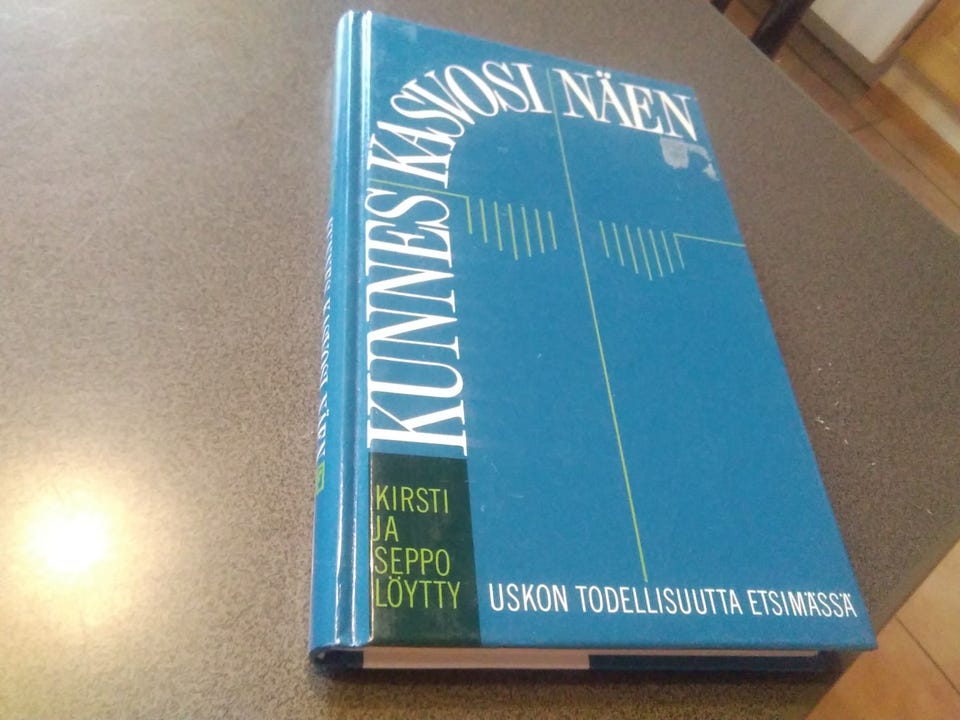 KUNNES KASVOSI NÄEN
KIRSTI
JA
SEPPO
LÖYTTY
USKON TODELLISUUTTA ETSIMÄSSÄ